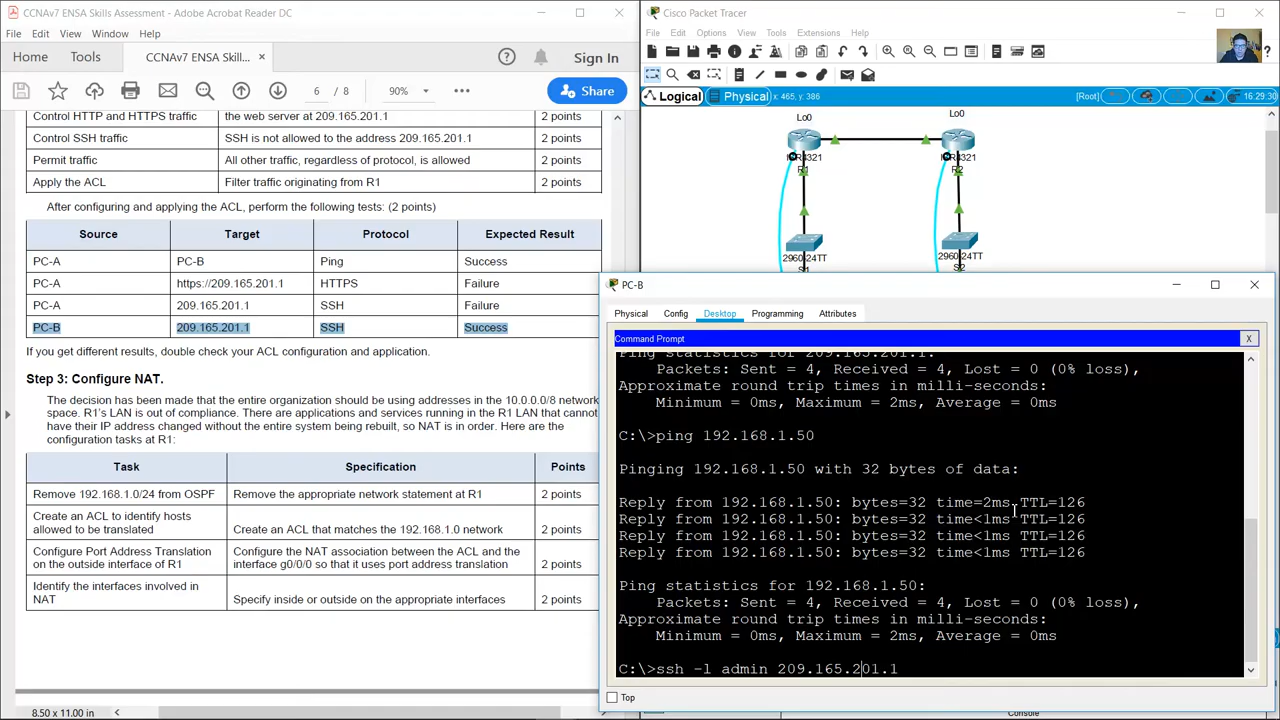 CCNAv7 ENSA Skills Assessment - Adobe Acrobat Reader DC
File Edit View Window Help
Home Tools CCNAv7 ENSA Skill... ×
Sign In
6 / 8 90%
Share
Control HTTP and HTTPS traffic the web server at 209.165.201.1 2 points
Control SSH traffic SSH is not allowed to the address 209.165.201.1 2 points
Permit traffic All other traffic, regardless of protocol, is allowed 2 points
Apply the ACL Filter traffic originating from R1 2 points
After configuring and applying the ACL, perform the following tests: (2 points)
Source Target Protocol Expected Result
PC-A PC-B Ping Success
PC-A https://209.165.201.1 HTTPS Failure
PC-A 209.165.201.1 SSH Failure
PC-B 209.165.201.1 SSH Success
If you get different results, double check your ACL configuration and application.
Step 3: Configure NAT.
The decision has been made that the entire organization should be using addresses in the 10.0.0.0/8 network
space. R1's LAN is out of compliance. There are applications and services running in the R1 LAN that cannot
have their IP address changed without the entire system being rebuilt, so NAT is in order. Here are the
configuration tasks at R1:
Task Specification Points
Remove 192.168.1.0/24 from OSPF Remove the appropriate network statement at R1 2 points
Create an ACL to identify hosts
allowed to be translated Create an ACL thatches the 192.168.1.0 network 2 points
Configure Port Address Translation
on the outside interface of R1 Configure the NAT association between the ACL and the
interface g0/0/0 so that it uses port address translation 2 points
Identify the interfaces involved in
NAT Specify inside or outside on the appropriate interfaces 2 points
8.50 x 11.00 in
Cisco Packet Tracer
File Edit Options View Tools Extensions Help
Logical Physical x: 465, y: 386 [Root] 16:29:30
Lo0 Lo0
R1 R2
2960-24TT 2960-24TT
S1 S2
PC-B
Physical Config Desktop Programming Attributes
Command Prompt X
Ping statistics for 209.165.201.1:
Packets: Sent = 4, Received = 4, Lost = 0 (0% loss),
Approximate round trip times in milli-seconds:
Minimum = 0ms, Maximum = 2ms, Average = 0ms
C:\>ping 192.168.1.50
Pinging 192.168.1.50 with 32 bytes of data:
Reply from 192.168.1.50: bytes=32 time=2ms TTL=126
Reply from 192.168.1.50: bytes=32 time<1ms TTL=126
Reply from 192.168.1.50: bytes=32 time<1ms TTL=126
Reply from 192.168.1.50: bytes=32 time<1ms TTL=126
Ping statistics for 192.168.1.50:
Packets: Sent = 4, Received = 4, Lost = 0 (0% loss),
Approximate round trip times in milli-seconds:
Minimum = 0ms, Maximum = 2ms, Average = 0ms
C:\>ssh -l admin 209.165.201.1
Top
Console